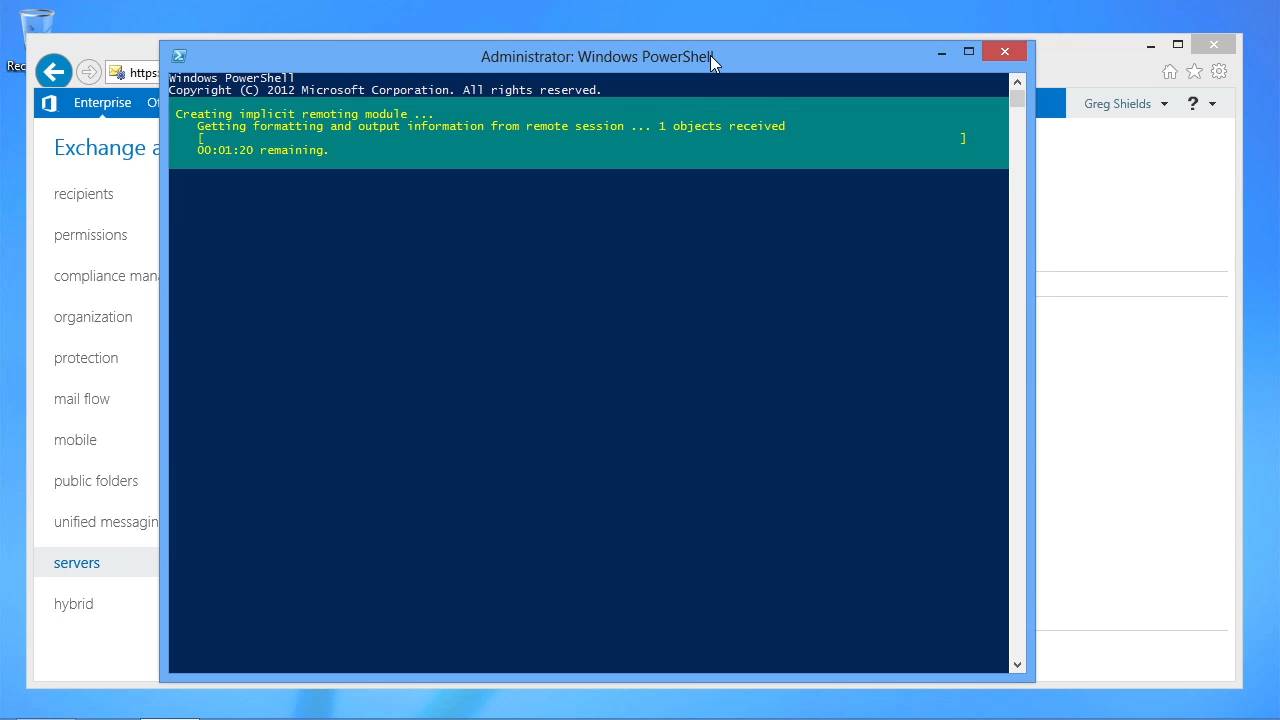 Administrator: Windows PowerShell
https:
Windows PowerShell
Copyright (C) 2012 Microsoft Corporation. All rights reserved.
Enterprise
Greg Shields
?
Creating implicit remoting module ...
Getting formatting and output information from remote session ... 1 objects received
[ ]
00:01:20 remaining.
Exchange a
recipients
permissions
compliance mana
organization
protection
mail flow
mobile
public folders
unified messagin
servers
hybrid